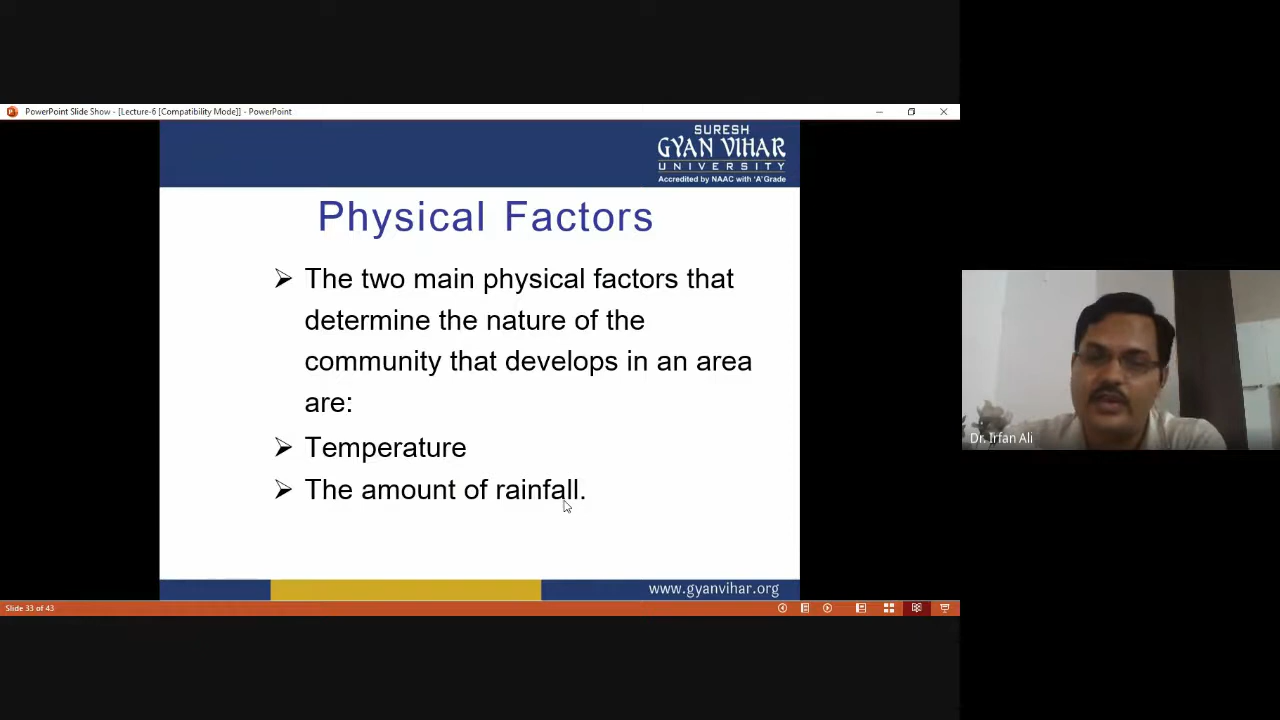 PowerPoint Slide Show - [Lecture-6 [Compatibility Mode]] - PowerPoint
SURESH
GYAN VIHAR
UNIVERSITY
Accredited by NAAC with 'A' Grade
Physical Factors
The two main physical factors that
determine the nature of the
community that develops in an area
are:
Temperature
The amount of rainfall.
Dr. Irfan Ali
www.gyanvihar.org
Slide 33 of 43